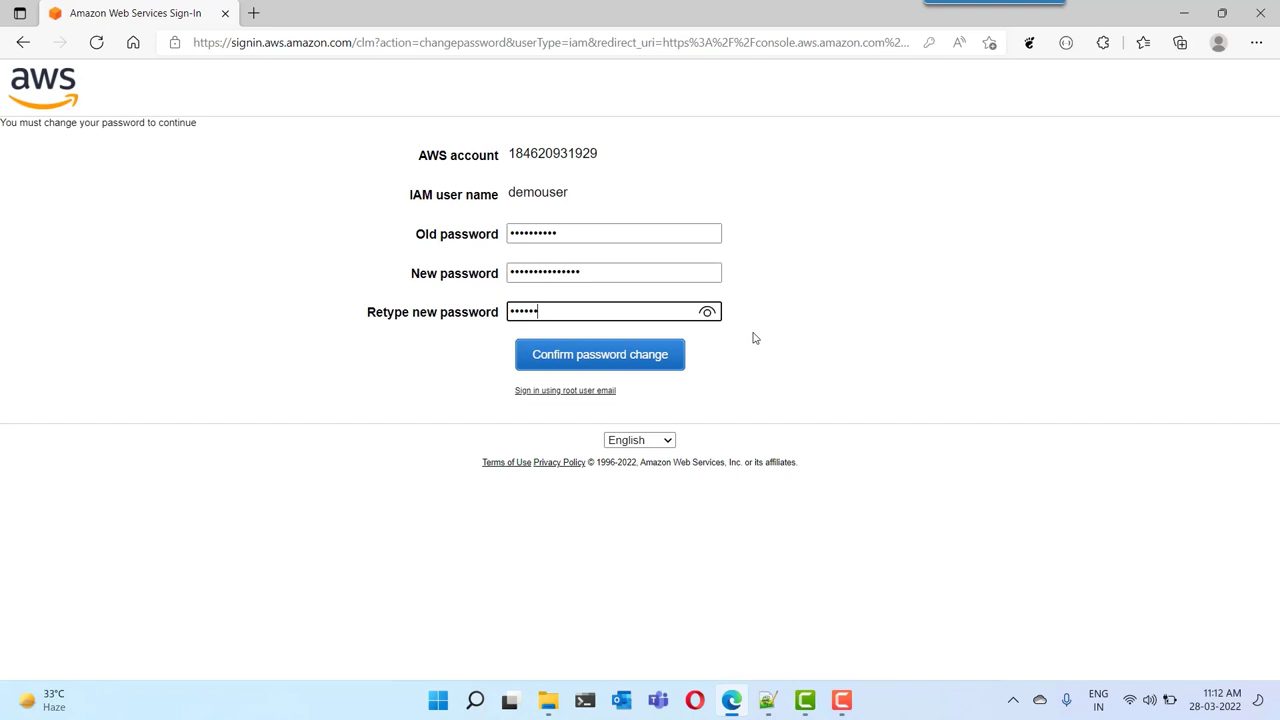 Amazon Web Services Sign-In
https://signin.aws.amazon.com/clm?action=changepassword&userType=iam&redirect_uri=https%3A%2F%2Fconsole.aws.amazon.com%2...
aws
You must change your password to continue
AWS account 184620931929
IAM user name demouser
Old password ••••••••••
New password •••••••••••••••
Retype new password ••••••
Confirm password change
Sign in using root user email
English
Terms of Use Privacy Policy © 1996-2022, Amazon Web Services, Inc. or its affiliates.
33°C
Haze
ENG
IN
11:12 AM
28-03-2022